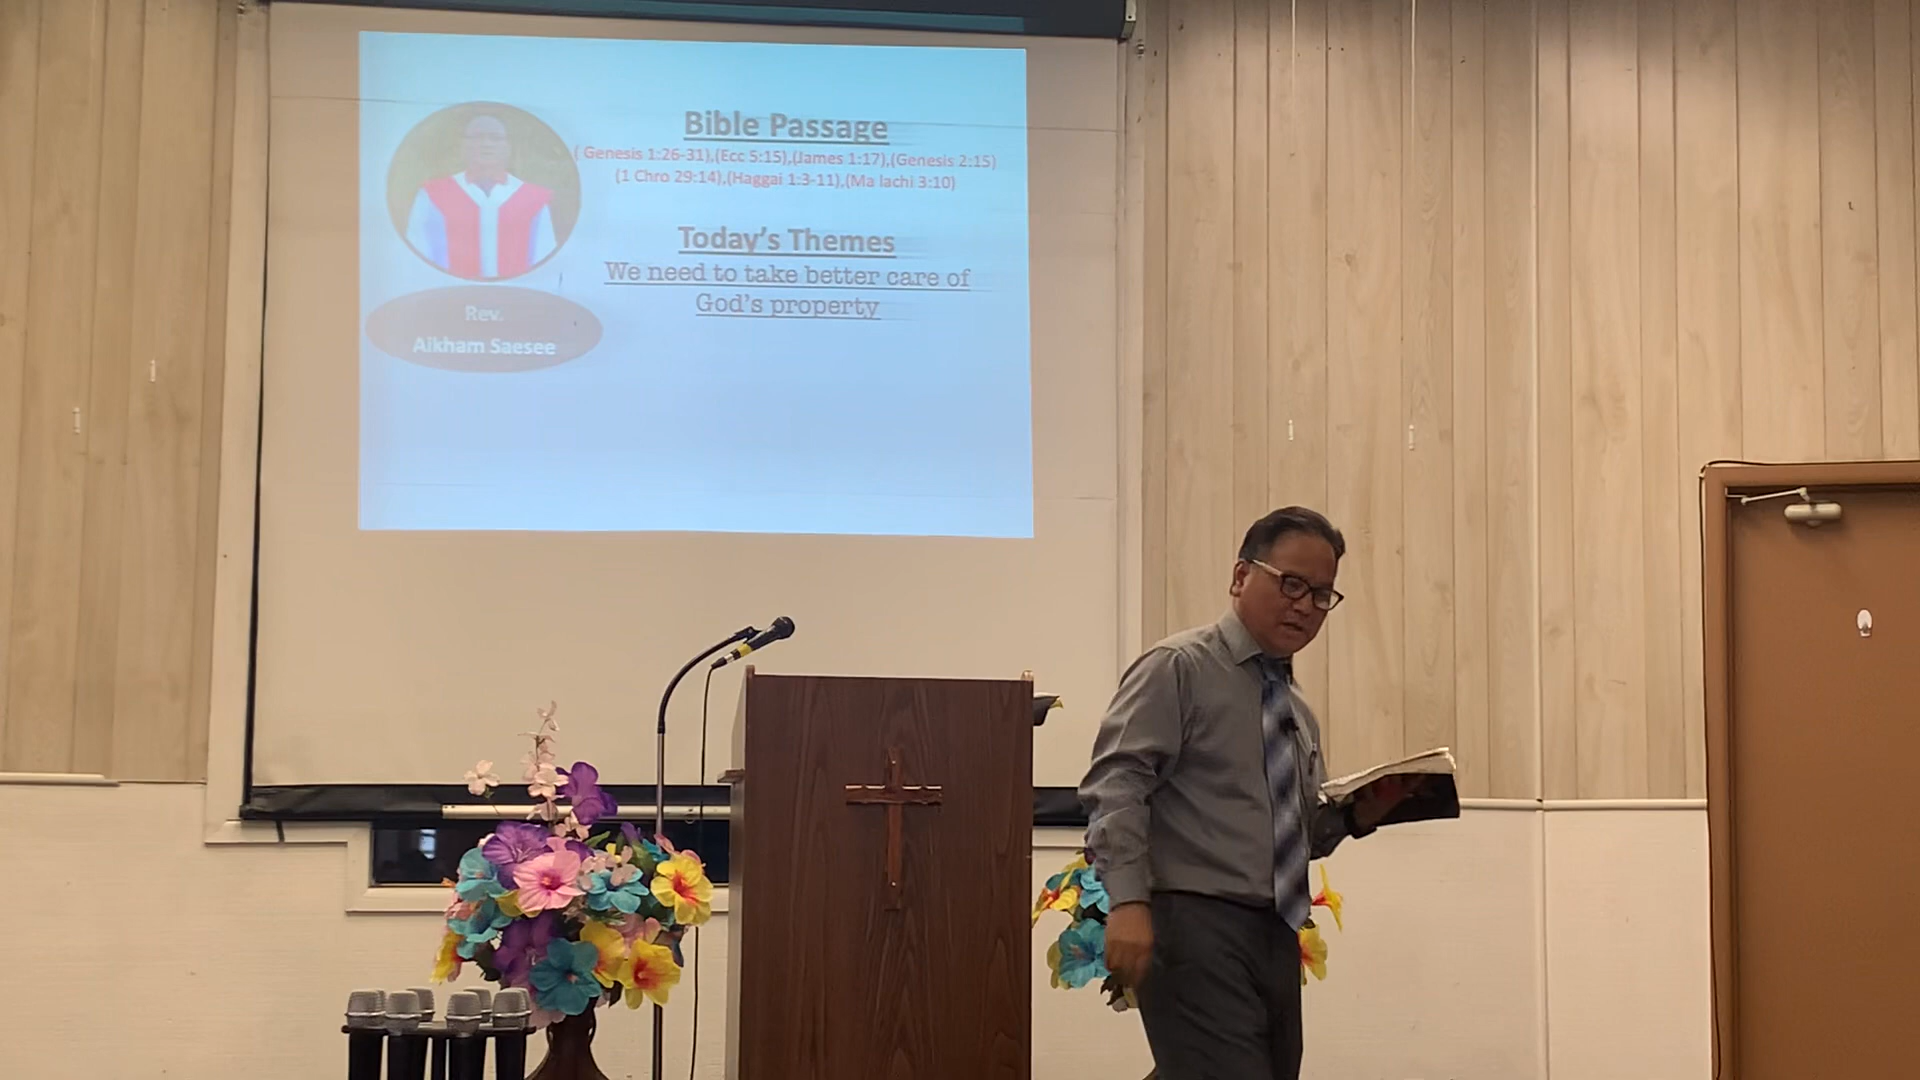 Bible Passage
( Genesis 1:26-31),(Ecc 5:15),(James 1:17),(Genesis 2:15)
(1 Chro 29:14),(Haggai 1:3-11),(Ma lachi 3:10)
Today's Themes
We need to take better care of
God's property
Rev.
Aikham Saesee